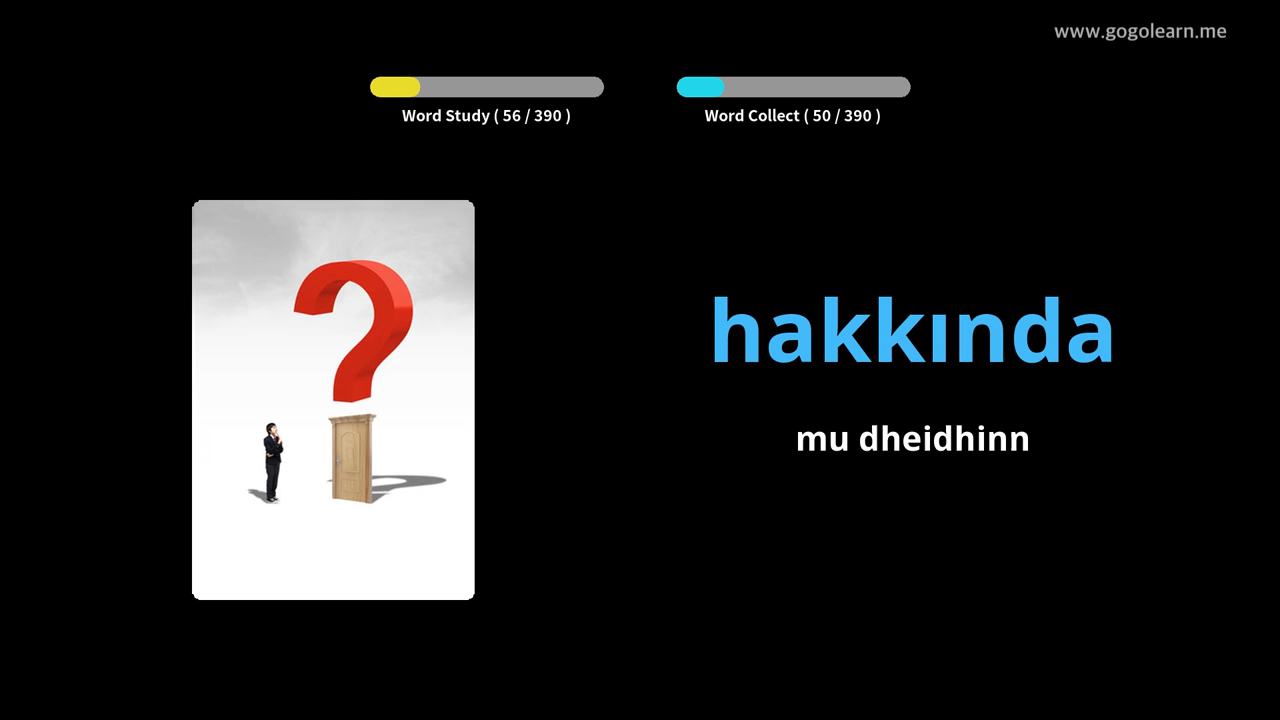 www.gogolearn.me
Word Study ( 56 / 390 )
Word Collect ( 50 / 390 )
hakkında
mu dheidhinn